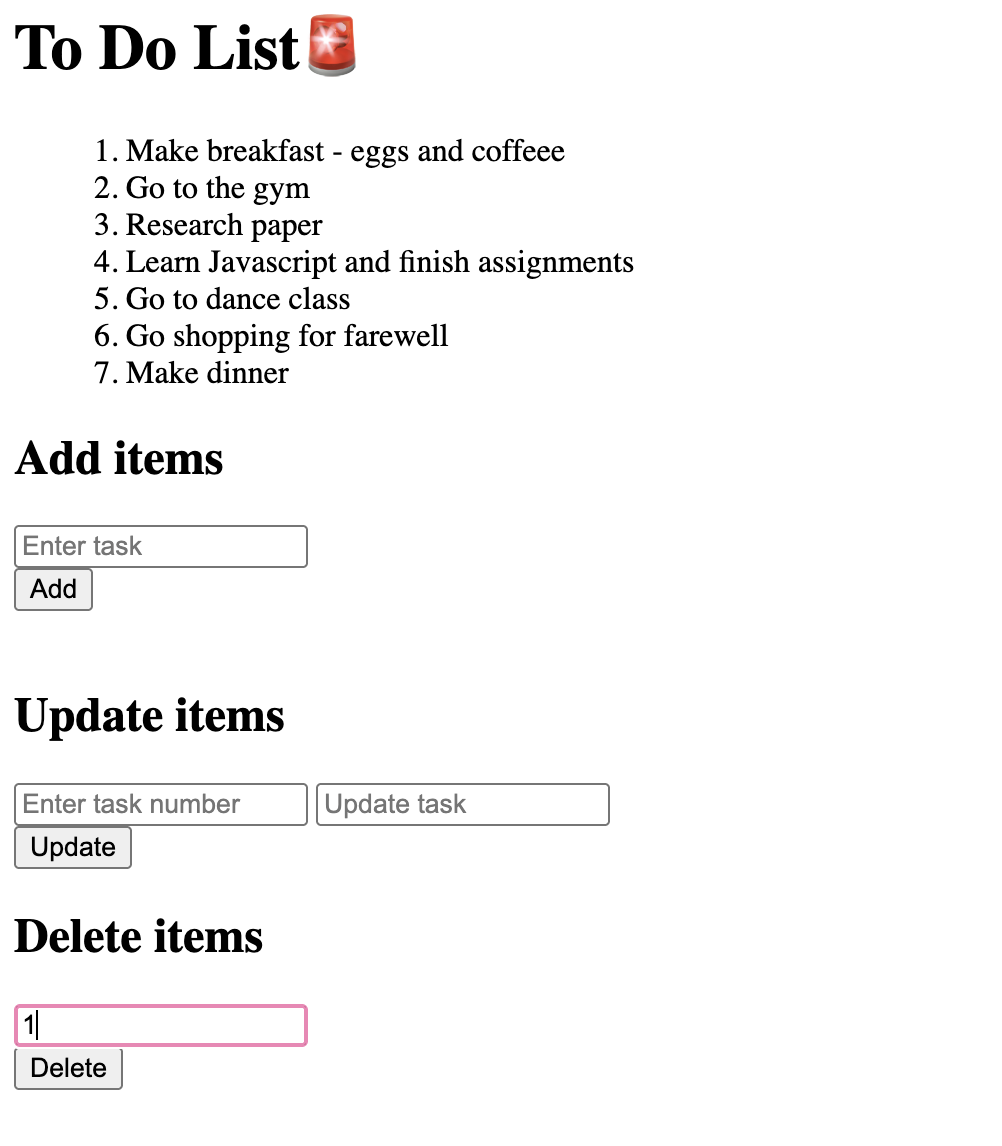 To Do List🚨
1. Make breakfast - eggs and coffeee
2. Go to the gym
3. Research paper
4. Learn Javascript and finish assignments
5. Go to dance class
6. Go shopping for farewell
7. Make dinner
Add items
Enter task
Add
Update items
Enter task number Update task
Update
Delete items
1
Delete